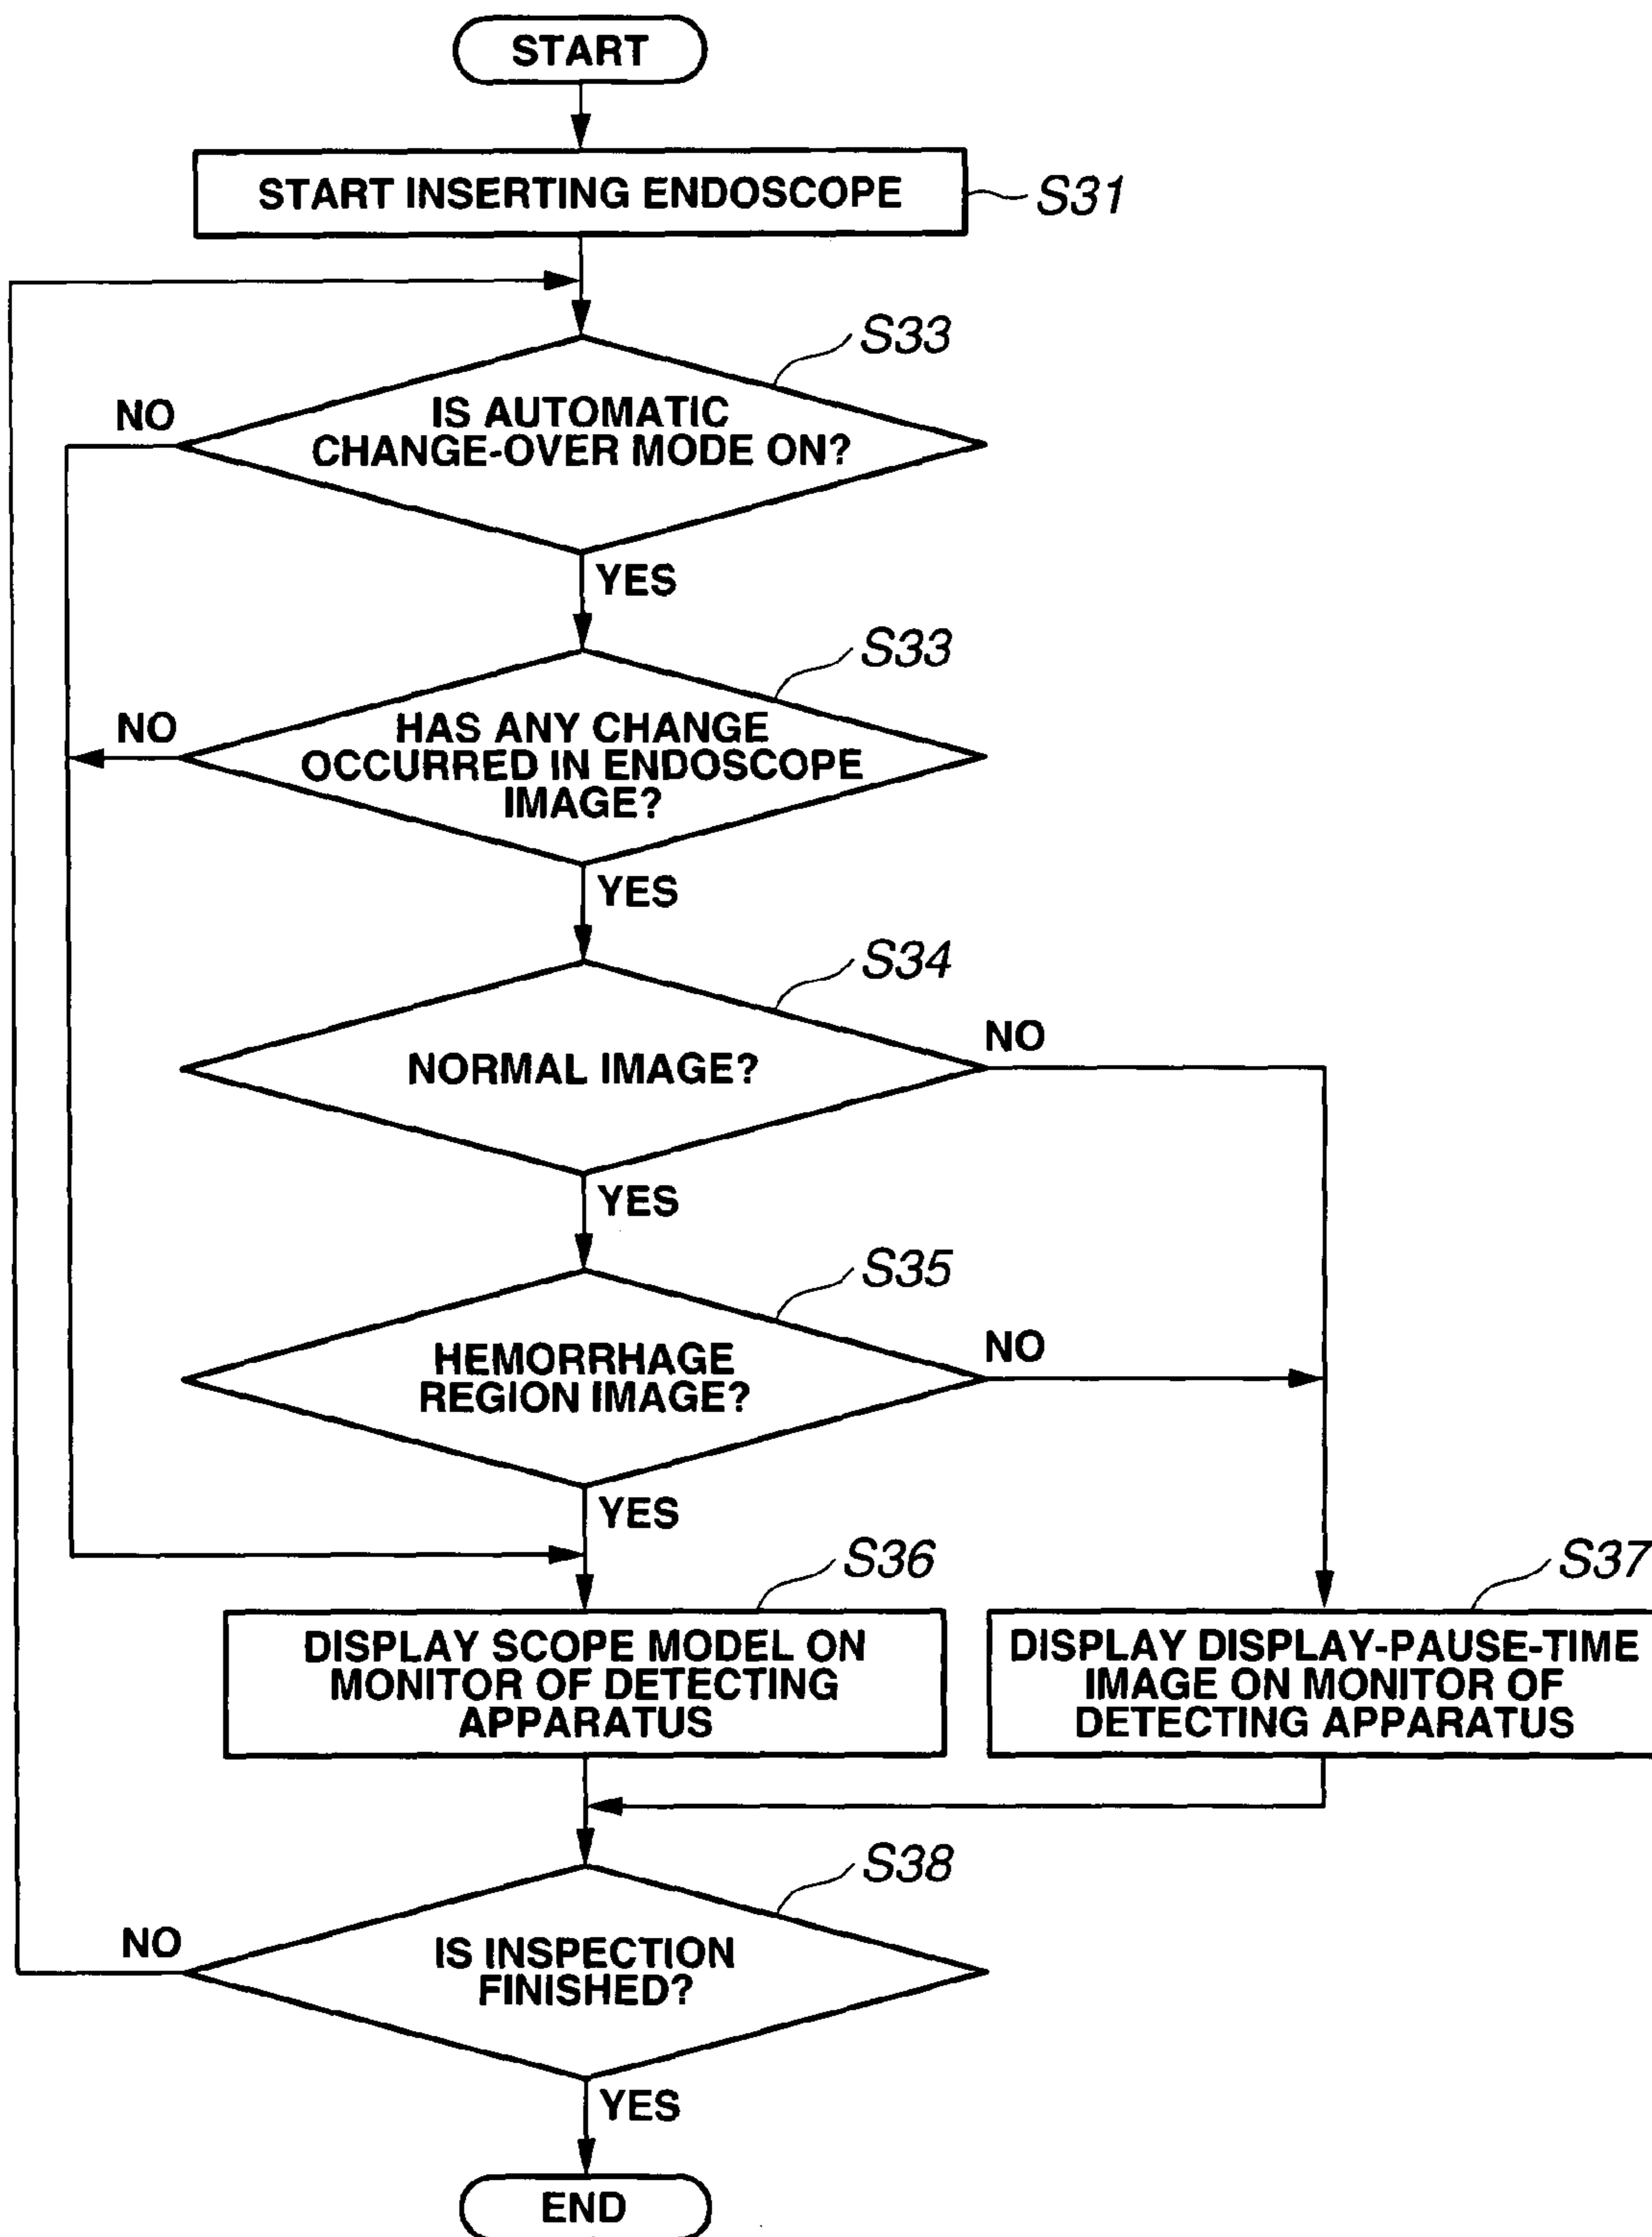 START
START INSERTING ENDOSCOPE
S31
S33
NO
IS AUTOMATIC
CHANGE-OVER MODE ON?
YES
S33
NO
HAS ANY CHANGE
OCCURRED IN ENDOSCOPE
IMAGE?
YES
S34
NO
NORMAL IMAGE?
YES
S35
NO
HEMORRHAGE
REGION IMAGE?
YES
S36
DISPLAY SCOPE MODEL ON
MONITOR OF DETECTING
APPARATUS
S37
DISPLAY DISPLAY-PAUSE-TIME
IMAGE ON MONITOR OF
DETECTING APPARATUS
S38
NO
IS INSPECTION
FINISHED?
YES
END